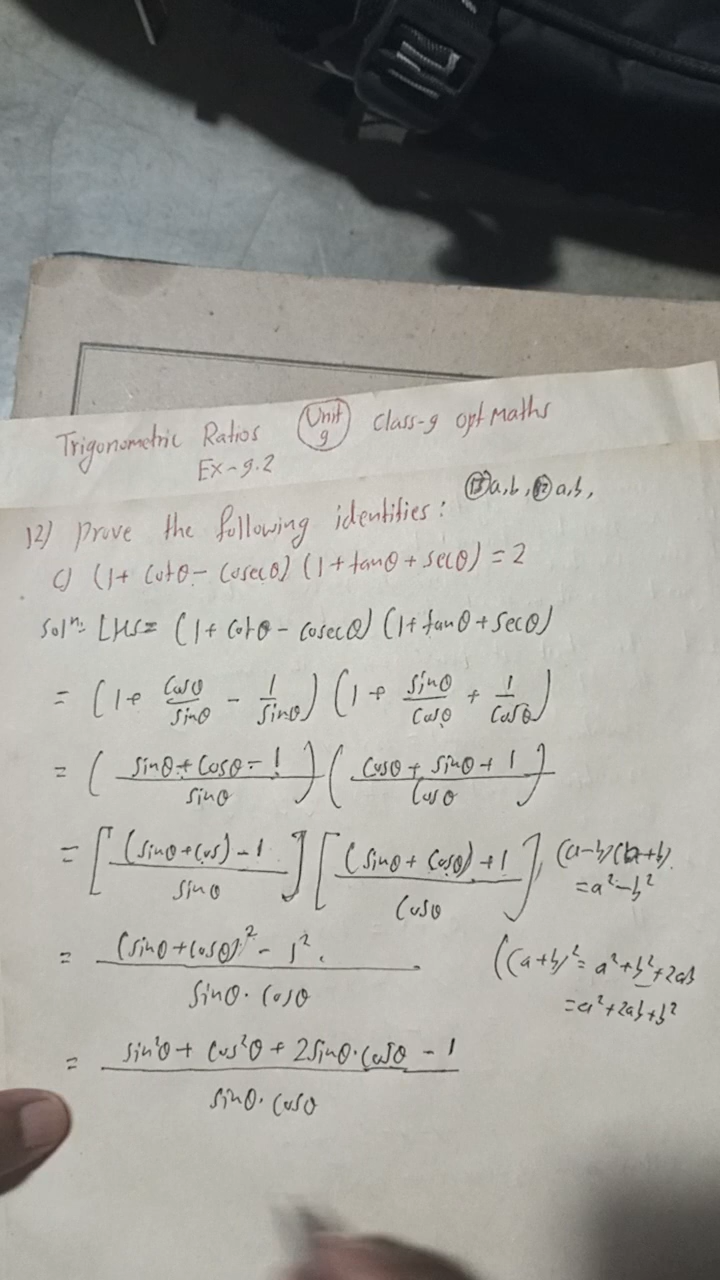 Trigonometric Ratios Unit 9 Class-9 opt Maths
Ex-9.2
a,b, a,b,
12) Prove the following identities:
c) (1+ cotθ - cosecθ) (1+tanθ+secθ) = 2
Solⁿ: LHS = (1+cotθ - cosecθ) (1+tanθ+secθ)
= (1+ cosθ/sinθ - 1/sinθ) (1+ sinθ/cosθ + 1/cosθ)
= (sinθ+cosθ-1/sinθ) (cosθ+sinθ+1/cosθ)
= [(sinθ+cos)-1/sinθ] [(sinθ+cosθ)+1/cosθ], (a-b)(a+b).
=a²-b²
= (sinθ+cosθ)² - 1²./sinθ.cosθ
((a+b)²= a²+b²+2ab
=a²+2ab+b²
= sin²θ+cos²θ+2sinθ.cosθ-1/sinθ.cosθ